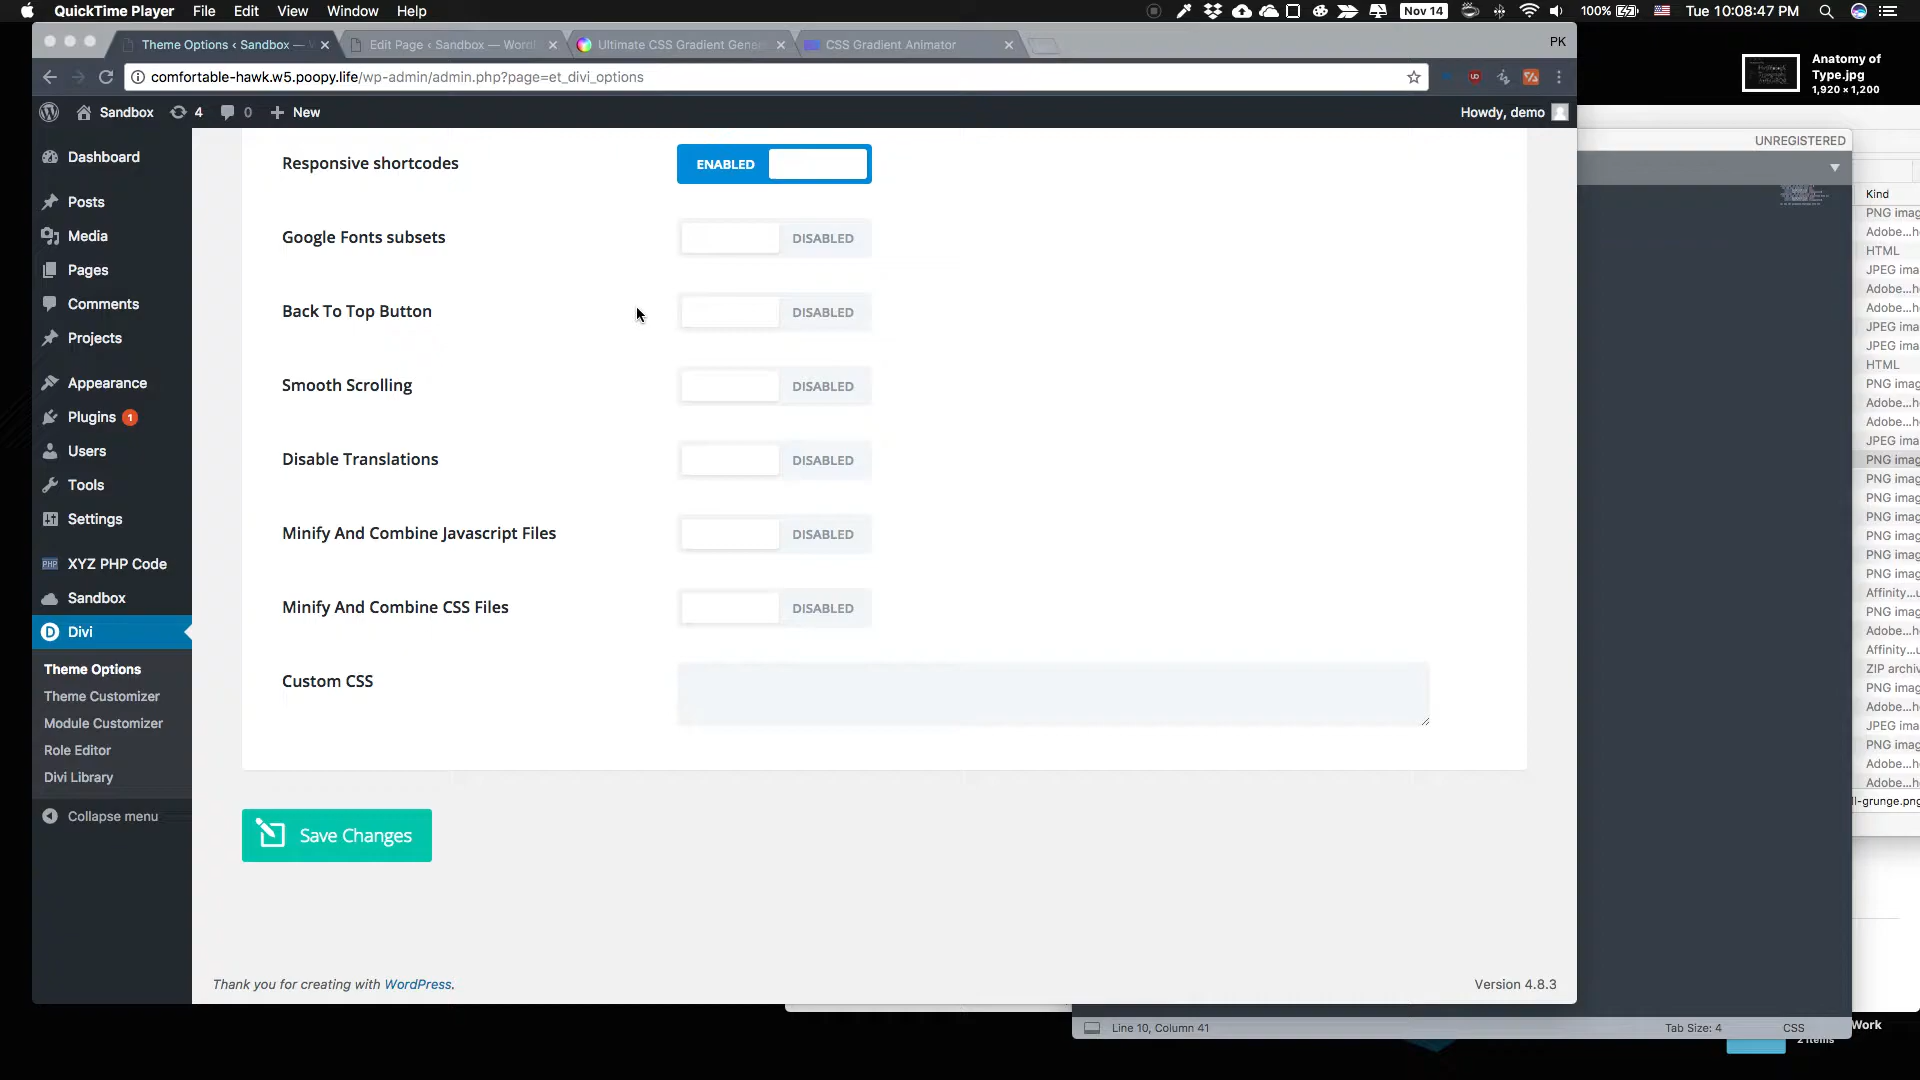 QuickTime Player File Edit View Window Help
Nov 14 100% Tue 10:08:47 PM
Theme Options ‹ Sandbox —
Edit Page ‹ Sandbox — Word
Ultimate CSS Gradient Gene
CSS Gradient Animator
PK
comfortable-hawk.w5.poopy.life/wp-admin/admin.php?page=et_divi_options
Sandbox 4 0 New
Howdy, demo
Dashboard
Posts
Media
Pages
Comments
Projects
Appearance
Plugins 1
Users
Tools
Settings
PHP XYZ PHP Code
Sandbox
D Divi
Theme Options
Theme Customizer
Module Customizer
Role Editor
Divi Library
Collapse menu
Responsive shortcodes ENABLED
Google Fonts subsets DISABLED
Back To Top Button DISABLED
Smooth Scrolling DISABLED
Disable Translations DISABLED
Minify And Combine Javascript Files DISABLED
Minify And Combine CSS Files DISABLED
Custom CSS
Save Changes
Thank you for creating with WordPress.
Version 4.8.3
Anatomy of
Type.jpg
1,920 × 1,200
UNREGISTERED
Kind
PNG imag
Adobe...h
HTML
JPEG ima
Adobe...h
Adobe...h
JPEG ima
JPEG ima
HTML
PNG imag
Adobe...h
Adobe...h
JPEG ima
PNG imag
PNG imag
PNG imag
PNG imag
PNG imag
PNG imag
PNG imag
Affinity...
PNG imag
Adobe...h
Affinity...
ZIP archiv
PNG imag
Adobe...h
JPEG ima
PNG imag
Adobe...h
Adobe...h
ll-grunge.png
Line 10, Column 41
Tab Size: 4
CSS
Work
2 items